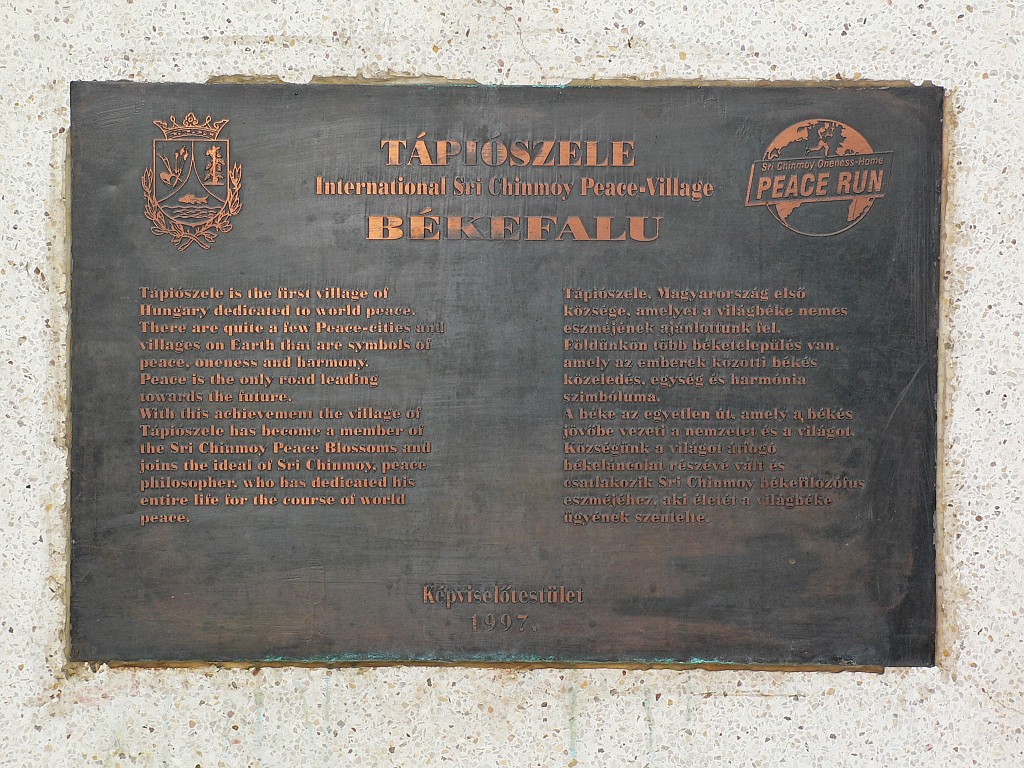 TÁPIÓSZELE
International Sri Chinmoy Peace-Village
BÉKEFALU
Sri Chinmoy Oneness-Home
PEACE RUN
Tápiószele is the first village of
Hungary dedicated to world peace.
There are quite a few Peace-cities and
villages on Earth that are symbols of
peace, oneness and harmony.
Peace is the only road leading
towards the future.
With this achievement the village of
Tápiószele has become a member of
the Sri Chinmoy Peace Blossoms and
joins the ideal of Sri Chinmoy, peace
philosopher, who has dedicated his
entire life for the course of world
peace.
Tápiószele, Magyarország első
községe, amelyet a világbéke nemes
eszméjének ajánlottunk fel.
Földünkön több béketelepülés van,
amely az emberek közötti békés
közeledés, egység és harmónia
szimbóluma.
A béke az egyetlen út, amely a békés
jövőbe vezeti a nemzetet és a világot.
Községünk a világot átfogó
békeláncolat részévé vált és
csatlakozik Sri Chinmoy békefilozófus
eszméjéhez, aki életét a világbéke
ügyének szentelte.
Képviselőtestület
1997.